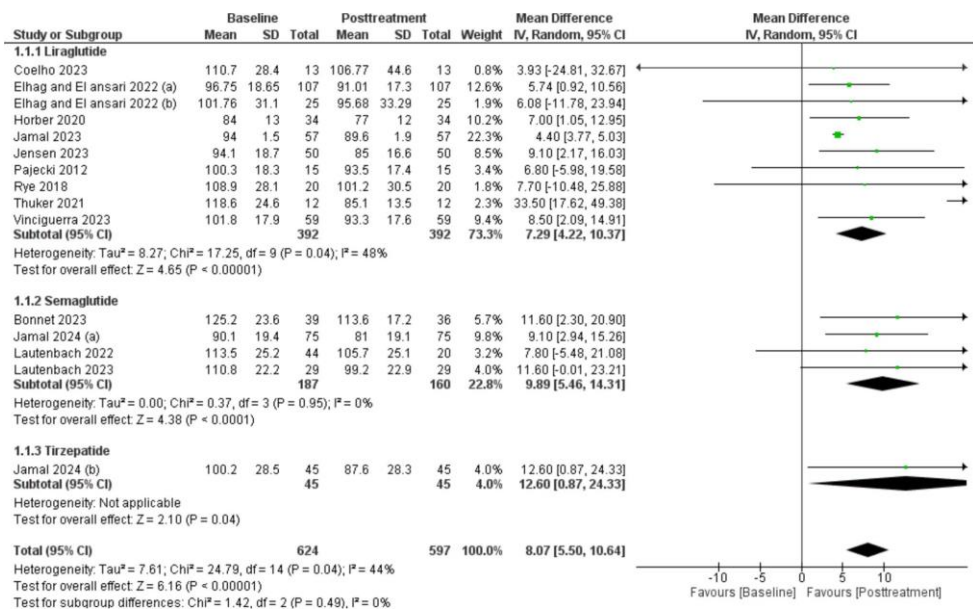 Baseline Posttreatment Mean Difference Mean Difference
Study or Subgroup Mean SD Total Mean SD Total Weight IV, Random, 95% CI IV, Random, 95% CI
1.1.1 Liraglutide
Coelho 2023 110.7 28.4 13 106.77 44.6 13 0.8% 3.93 [-24.81, 32.67]
Elhag and El ansari 2022 (a) 96.75 18.65 107 91.01 17.3 107 12.6% 5.74 [0.92, 10.56]
Elhag and El ansari 2022 (b) 101.76 31.1 25 95.68 33.29 25 1.9% 6.08 [-11.78, 23.94]
Horber 2020 84 13 34 77 12 34 10.2% 7.00 [1.05, 12.95]
Jamal 2023 94 1.5 57 89.6 1.9 57 22.3% 4.40 [3.77, 5.03]
Jensen 2023 94.1 18.7 50 85 16.6 50 8.5% 9.10 [2.17, 16.03]
Pajecki 2012 100.3 18.3 15 93.5 17.4 15 3.4% 6.80 [-5.98, 19.58]
Rye 2018 108.9 28.1 20 101.2 30.5 20 1.8% 7.70 [-10.48, 25.88]
Thuker 2021 118.6 24.6 12 85.1 13.5 12 2.3% 33.50 [17.62, 49.38]
Vinciguerra 2023 101.8 17.9 59 93.3 17.6 59 9.4% 8.50 [2.09, 14.91]
Subtotal (95% CI) 392 392 73.3% 7.29 [4.22, 10.37]
Heterogeneity: Tau² = 8.27; Chi² = 17.25, df = 9 (P = 0.04); I² = 48%
Test for overall effect: Z = 4.65 (P < 0.00001)
1.1.2 Semaglutide
Bonnet 2023 125.2 23.6 39 113.6 17.2 36 5.7% 11.60 [2.30, 20.90]
Jamal 2024 (a) 90.1 19.4 75 81 19.1 75 9.8% 9.10 [2.94, 15.26]
Lautenbach 2022 113.5 25.2 44 105.7 25.1 20 3.2% 7.80 [-5.48, 21.08]
Lautenbach 2023 110.8 22.2 29 99.2 22.9 29 4.0% 11.60 [-0.01, 23.21]
Subtotal (95% CI) 187 160 22.8% 9.89 [5.46, 14.31]
Heterogeneity: Tau² = 0.00; Chi² = 0.37, df = 3 (P = 0.95); I² = 0%
Test for overall effect: Z = 4.38 (P < 0.0001)
1.1.3 Tirzepatide
Jamal 2024 (b) 100.2 28.5 45 87.6 28.3 45 4.0% 12.60 [0.87, 24.33]
Subtotal (95% CI) 45 45 4.0% 12.60 [0.87, 24.33]
Heterogeneity: Not applicable
Test for overall effect: Z = 2.10 (P = 0.04)
Total (95% CI) 624 597 100.0% 8.07 [5.50, 10.64]
Heterogeneity: Tau² = 7.61; Chi² = 24.79, df = 14 (P = 0.04); I² = 44%
Test for overall effect: Z = 6.16 (P < 0.00001)
Test for subgroup differences: Chi² = 1.42, df = 2 (P = 0.49), I² = 0%
-10 -5 0 5 10
Favours [Baseline] Favours [Posttreatment]